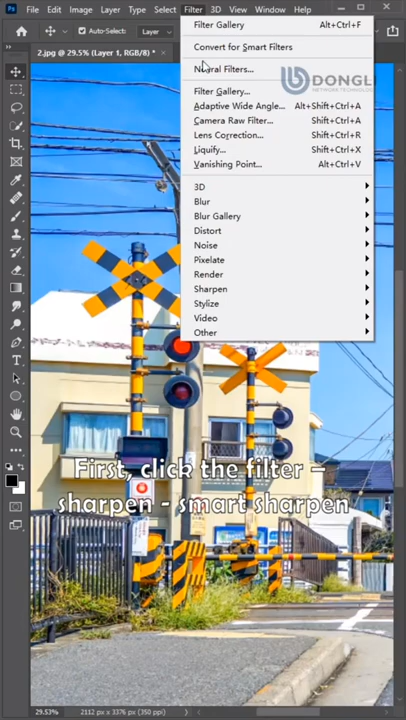 Ps File Edit Image Layer Type Select Filter 3D View Window Help
Auto-Select: Layer
2.jpg @ 29.5% (Layer 1, RGB/8) *
Filter Gallery Alt+Ctrl+F
Convert for Smart Filters
Neural Filters...
Filter Gallery...
Adaptive Wide Angle... Alt+Shift+Ctrl+A
Camera Raw Filter... Shift+Ctrl+A
Lens Correction... Shift+Ctrl+R
Liquify... Shift+Ctrl+X
Vanishing Point... Alt+Ctrl+V
3D
Blur
Blur Gallery
Distort
Noise
Pixelate
Render
Sharpen
Stylize
Video
Other
DONGLI
NETWORK TECHNOLOG
First, click the filter –
sharpen - smart sharpen
29.53% 2112 px x 3376 px (350 ppi)